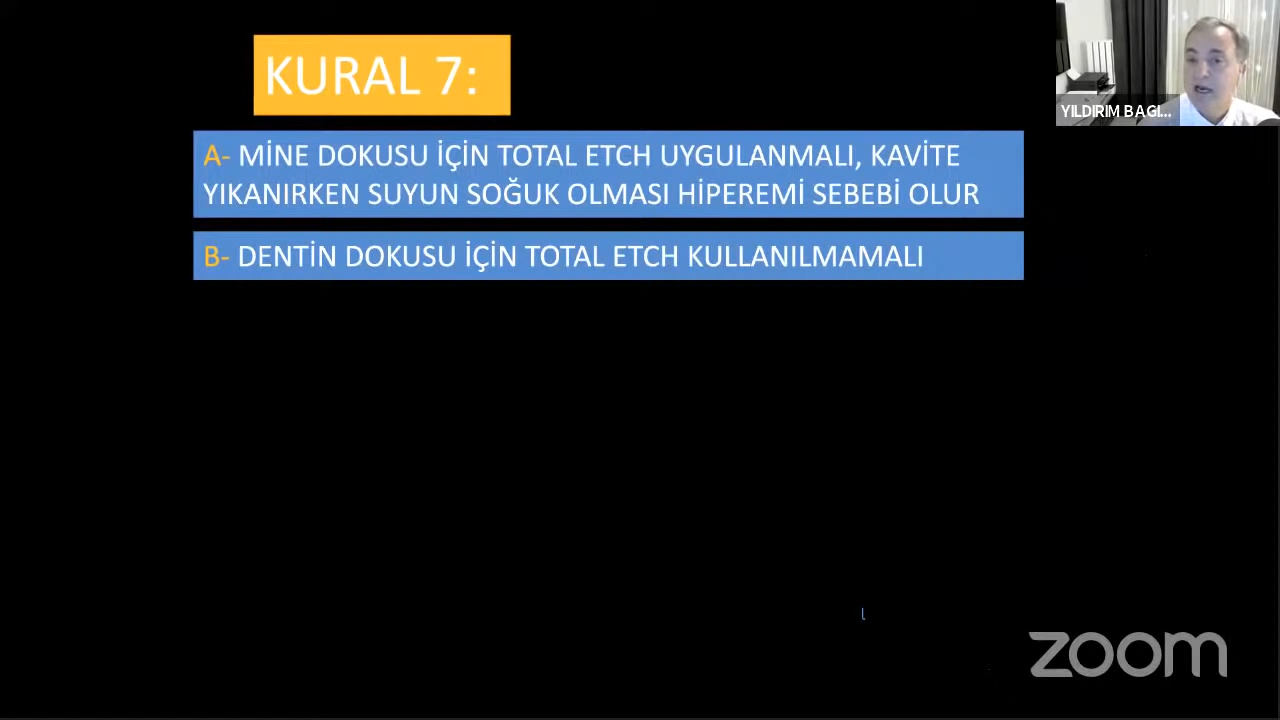 KURAL 7:
YILDIRIM BAGI...
A- MİNE DOKUSU İÇİN TOTAL ETCH UYGULANMALI, KAVİTE
YIKANIRKEN SUYUN SOĞUK OLMASI HİPEREMİ SEBEBİ OLUR
B- DENTİN DOKUSU İÇİN TOTAL ETCH KULLANILMAMALI
zoom